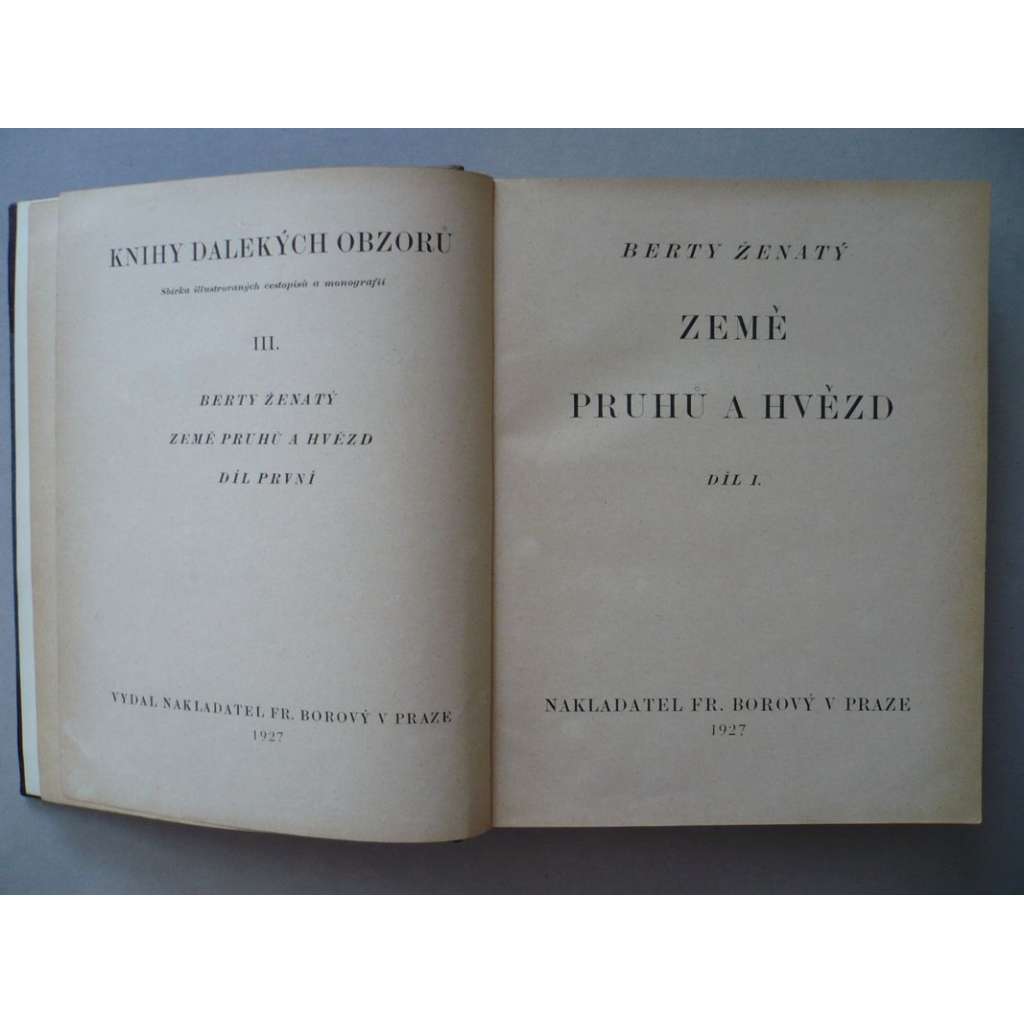 KNIHY DALEKÝCH OBZORŮ
Sbírka illustrovaných cestopisů a monografií
III.
BERTY ŽENATÝ
ZEMĚ PRUHŮ A HVĚZD
DÍL PRVNÍ
VYDAL NAKLADATEL FR. BOROVÝ V PRAZE
1927
BERTY ŽENATÝ
ZEMĚ
PRUHŮ A HVĚZD
DÍL I.
NAKLADATEL FR. BOROVÝ V PRAZE
1927